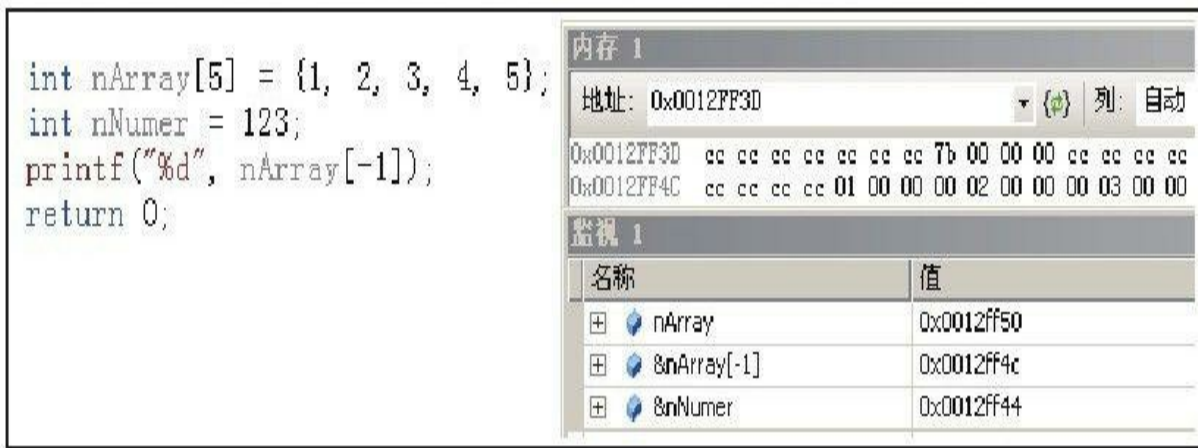 int nArray[5] = {1, 2, 3, 4, 5};
int nNumer = 123;
printf("%d", nArray[-1]);
return 0;
内存 1
地址: 0x0012FF3D 列: 自动
0x0012FF3D cc cc cc cc cc cc cc 7b 00 00 00 cc cc cc cc
0x0012FF4C cc cc cc cc 01 00 00 00 02 00 00 00 03 00 00
监视 1
名称 值
nArray 0x0012ff50
&nArray[-1] 0x0012ff4c
&nNumer 0x0012ff44